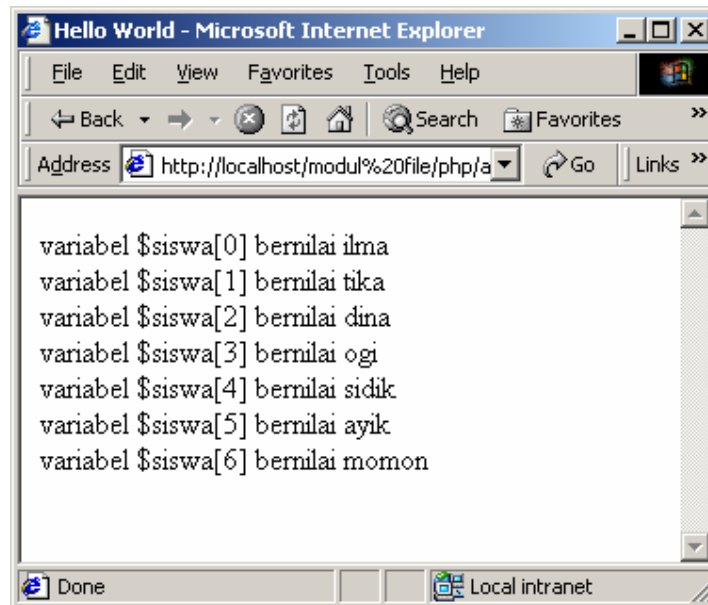 Hello World - Microsoft Internet Explorer
File Edit View Favorites Tools Help
Back Search Favorites »
Address http://localhost/modul%20file/php/a Go Links »
variabel $siswa[0] bernilai ilma
variabel $siswa[1] bernilai tika
variabel $siswa[2] bernilai dina
variabel $siswa[3] bernilai ogi
variabel $siswa[4] bernilai sidik
variabel $siswa[5] bernilai ayik
variabel $siswa[6] bernilai momon
Done Local intranet